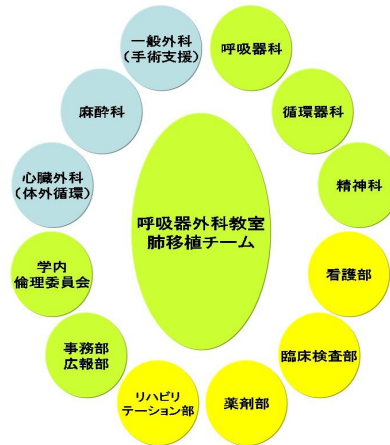 一般外科
(手術支援)
呼吸器科
循環器科
精神科
看護部
臨床検査部
薬剤部
リハビリ
テーション部
事務部
広報部
学内
倫理委員会
心臓外科
(体外循環)
麻酔科
呼吸器外科教室
肺移植チーム